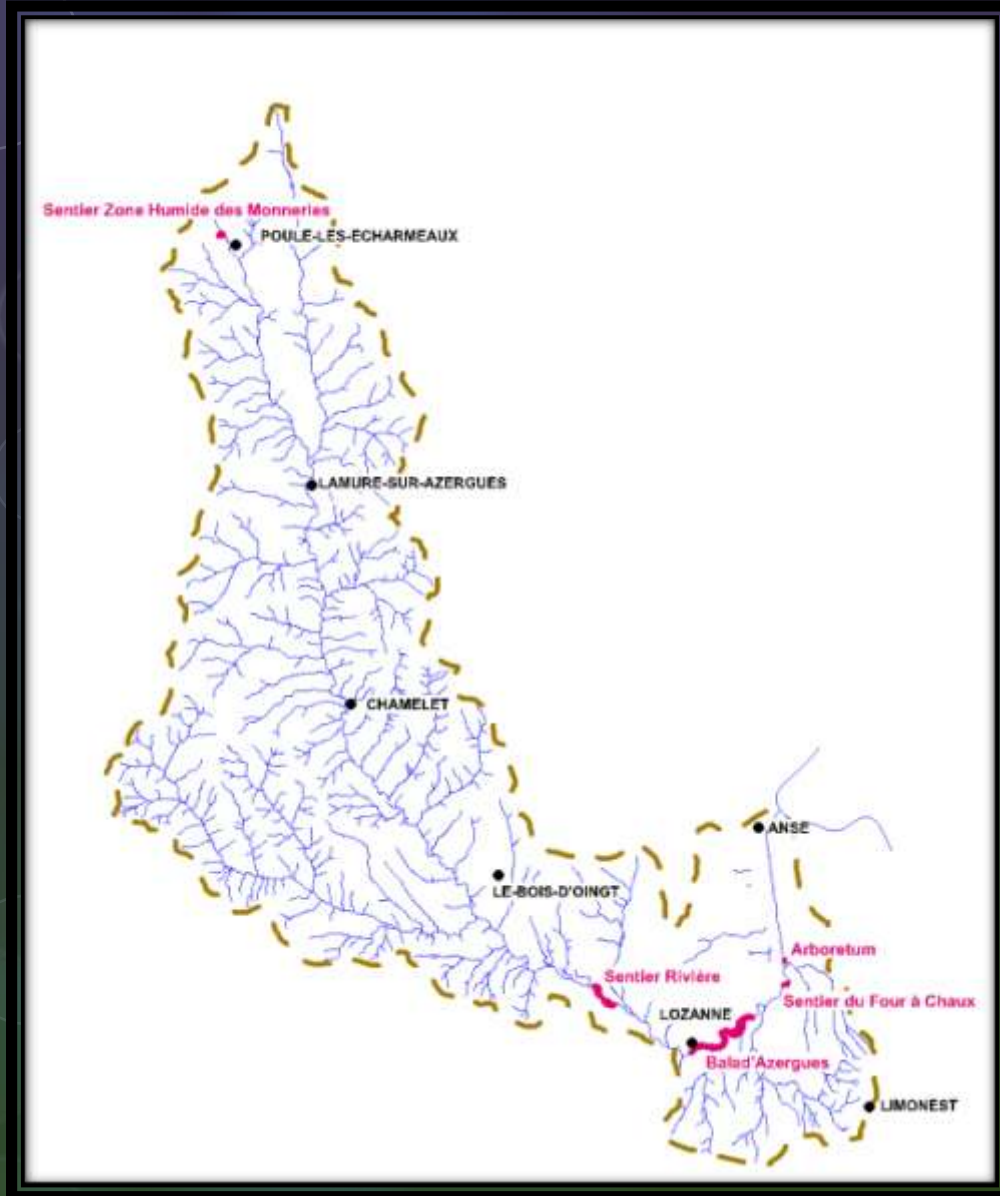 Sentier Zone Humide des Monneries
POULE-LES-ECHARMEAUX
LAMURE-SUR-AZERGUES
CHAMELET
ANSE
LE-BOIS-D'OINGT
Arboretum
Sentier Rivière
Sentier du Four à Chaux
LOZANNE
Balad'Azergues
LIMONEST